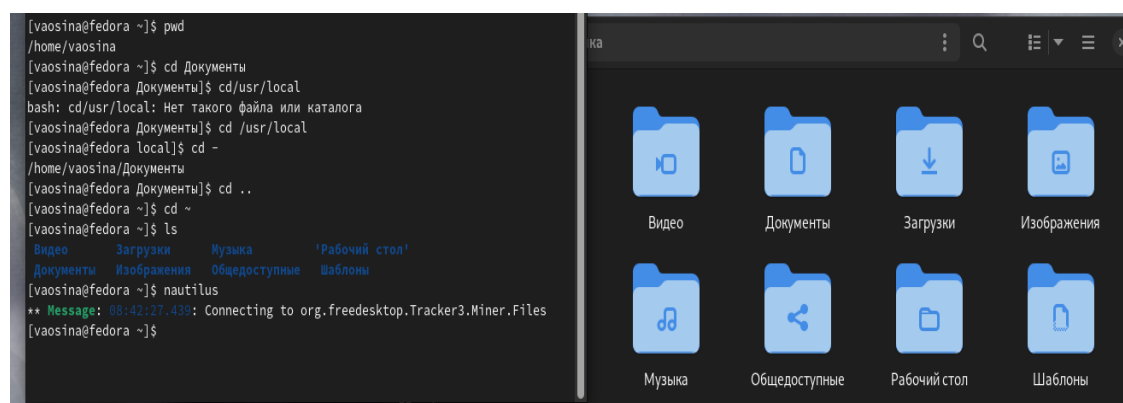 [vaosina@fedora ~]$ pwd
/home/vaosina
[vaosina@fedora ~]$ cd Документы
[vaosina@fedora Документы]$ cd/usr/local
bash: cd/usr/local: Нет такого файла или каталога
[vaosina@fedora Документы]$ cd /usr/local
[vaosina@fedora local]$ cd -
/home/vaosina/Документы
[vaosina@fedora Документы]$ cd ..
[vaosina@fedora ~]$ cd ~
[vaosina@fedora ~]$ ls
Видео Загрузки Музыка 'Рабочий стол'
Документы Изображения Общедоступные Шаблоны
[vaosina@fedora ~]$ nautilus
** Message: 08:42:27.439: Connecting to org.freedesktop.Tracker3.Miner.Files
[vaosina@fedora ~]$
ка
Видео Документы Загрузки Изображения
Музыка Общедоступные Рабочий стол Шаблоны